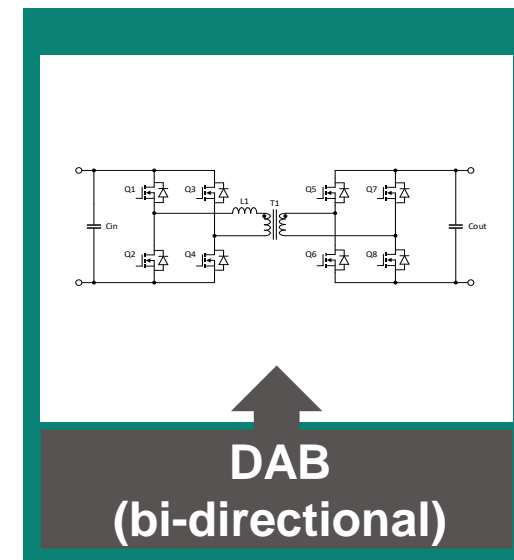 Q1 Q3 L1 T1 Q5 Q7
Cin Cout
Q2 Q4 Q6 Q8
DAB
(bi-directional)